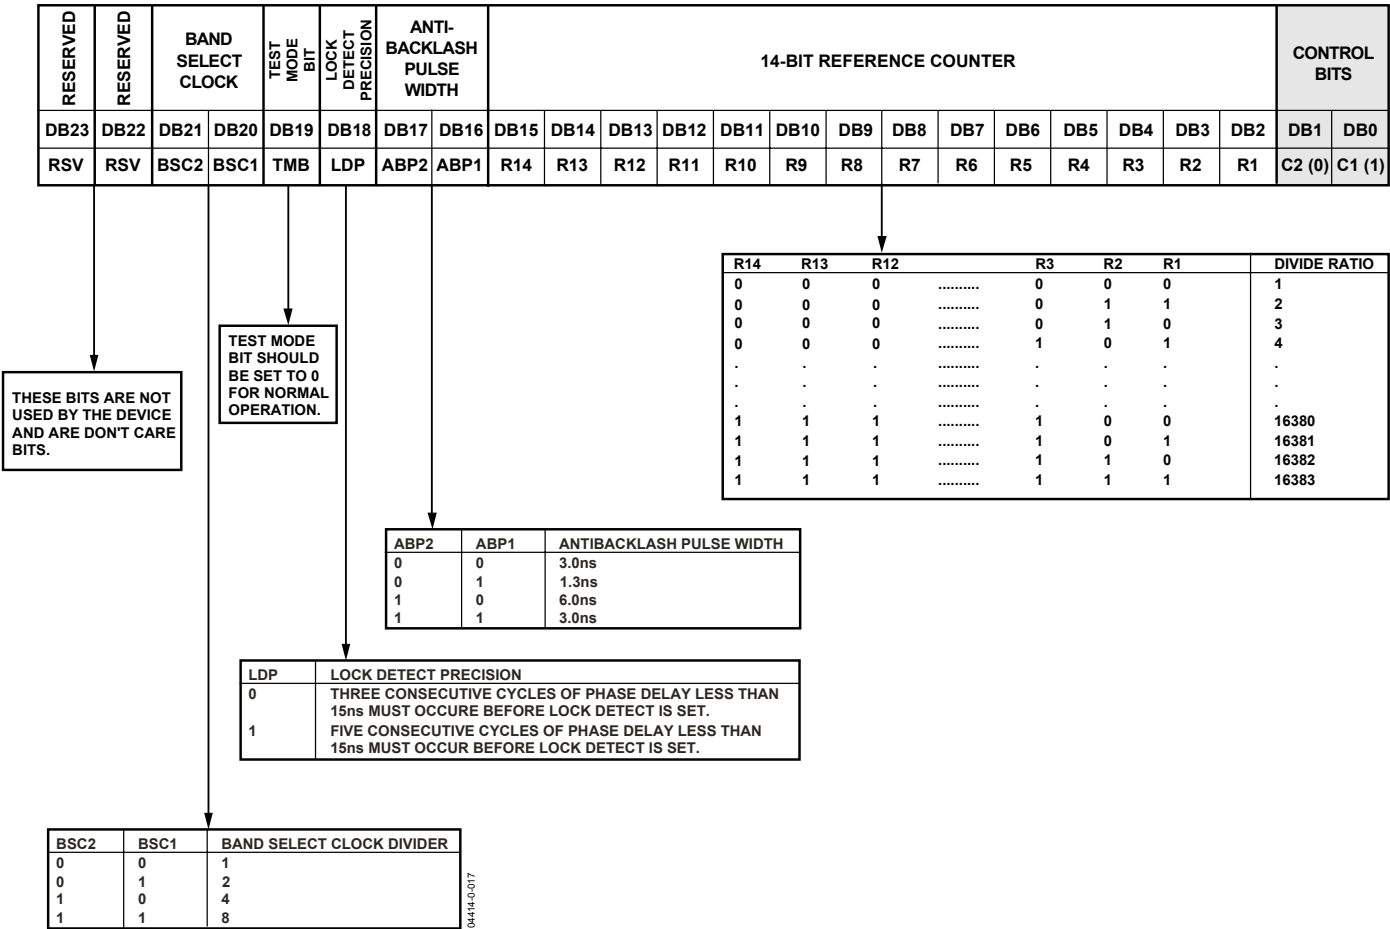 RESERVED
RESERVED
BAND
SELECT
CLOCK
TEST
MODE
BIT
LOCK
DETECT
PRECISION
ANTI-
BACKLASH
PULSE
WIDTH
14-BIT REFERENCE COUNTER
CONTROL
BITS
DB23 DB22 DB21 DB20 DB19 DB18 DB17 DB16 DB15 DB14 DB13 DB12 DB11 DB10 DB9 DB8 DB7 DB6 DB5 DB4 DB3 DB2 DB1 DB0
RSV RSV BSC2 BSC1 TMB LDP ABP2 ABP1 R14 R13 R12 R11 R10 R9 R8 R7 R6 R5 R4 R3 R2 R1 C2 (0) C1 (1)
R14 R13 R12 R3 R2 R1 DIVIDE RATIO
0 0 0 .......... 0 0 0 1
0 0 0 .......... 0 1 1 2
0 0 0 .......... 0 1 0 3
0 0 0 .......... 1 0 1 4
. . . .......... . . . .
. . . .......... . . . .
. . . .......... . . . .
1 1 1 .......... 1 0 0 16380
1 1 1 .......... 1 0 1 16381
1 1 1 .......... 1 1 0 16382
1 1 1 .......... 1 1 1 16383
TEST MODE
BIT SHOULD
BE SET TO 0
FOR NORMAL
OPERATION.
THESE BITS ARE NOT
USED BY THE DEVICE
AND ARE DON'T CARE
BITS.
ABP2 ABP1 ANTIBACKLASH PULSE WIDTH
0 0 3.0ns
0 1 1.3ns
1 0 6.0ns
1 1 3.0ns
LDP LOCK DETECT PRECISION
0 THREE CONSECUTIVE CYCLES OF PHASE DELAY LESS THAN
15ns MUST OCCURE BEFORE LOCK DETECT IS SET.
1 FIVE CONSECUTIVE CYCLES OF PHASE DELAY LESS THAN
15ns MUST OCCUR BEFORE LOCK DETECT IS SET.
BSC2 BSC1 BAND SELECT CLOCK DIVIDER
0 0 1
0 1 2
1 0 4
1 1 8
04414-0-017